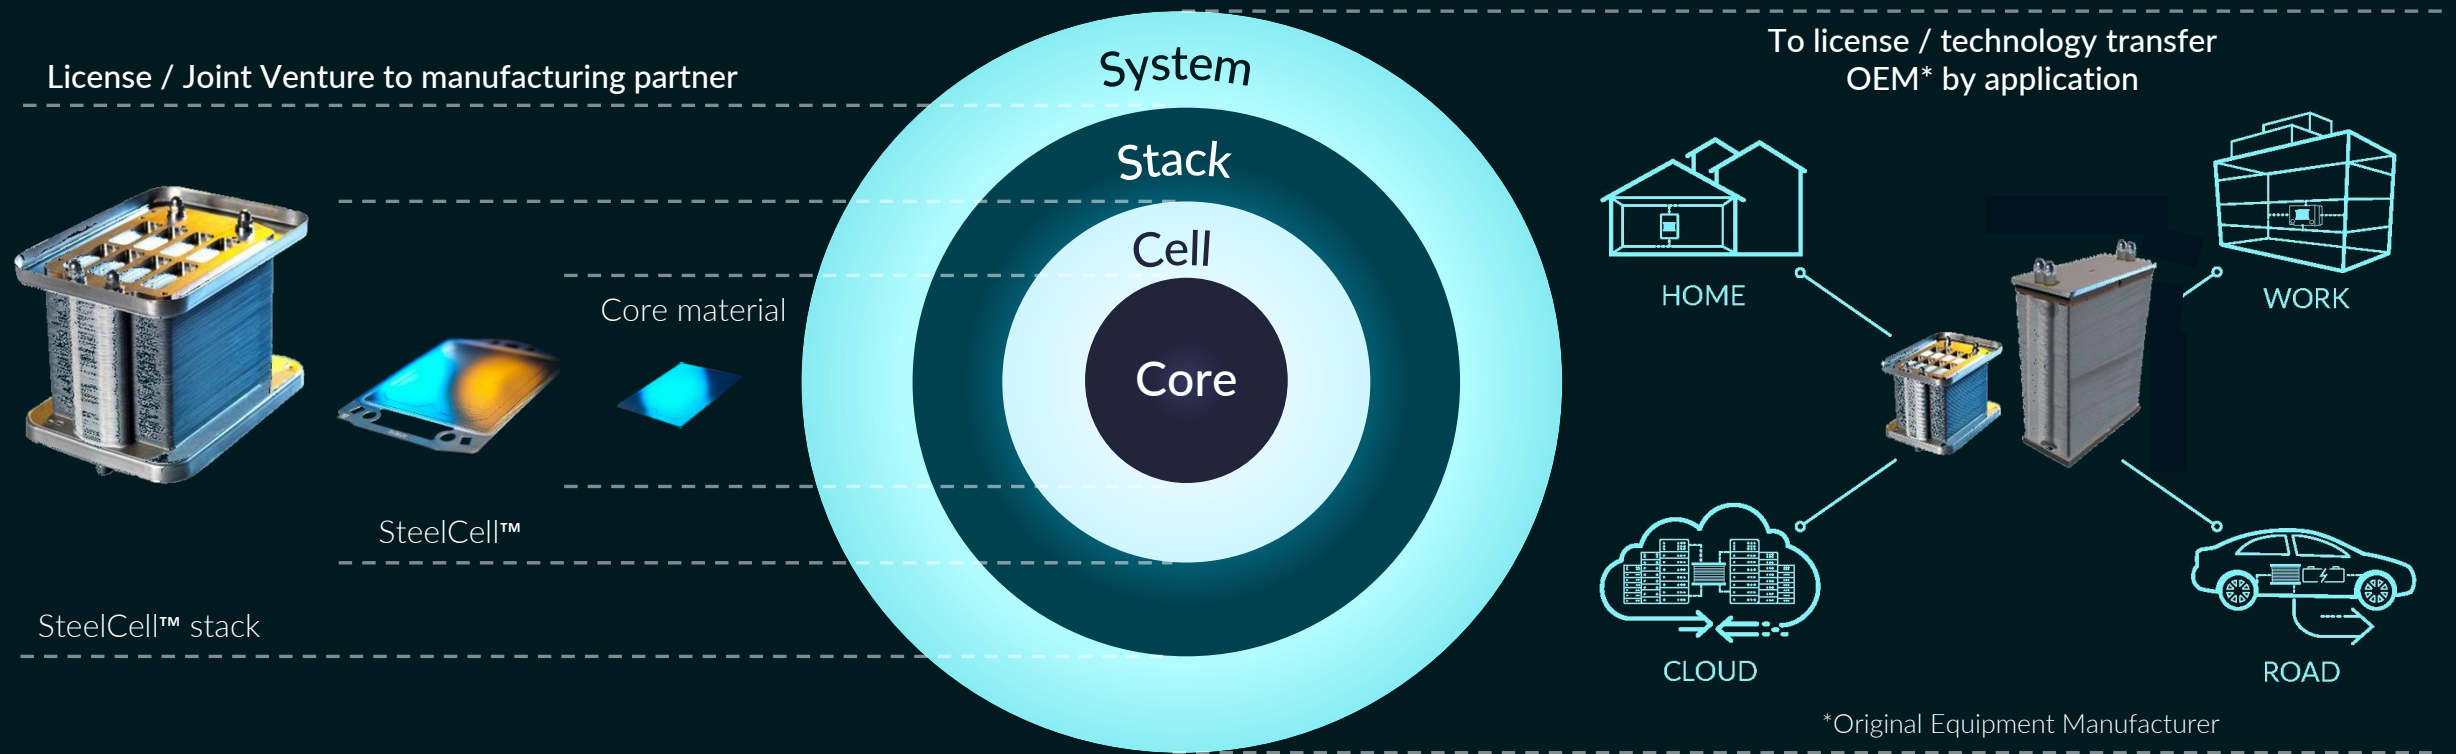 License / Joint Venture to manufacturing partner
Core material
SteelCell™
SteelCell™ stack
System
Stack
Cell
Core
To license / technology transfer
OEM* by application
HOME
WORK
CLOUD
ROAD
*Original Equipment Manufacturer